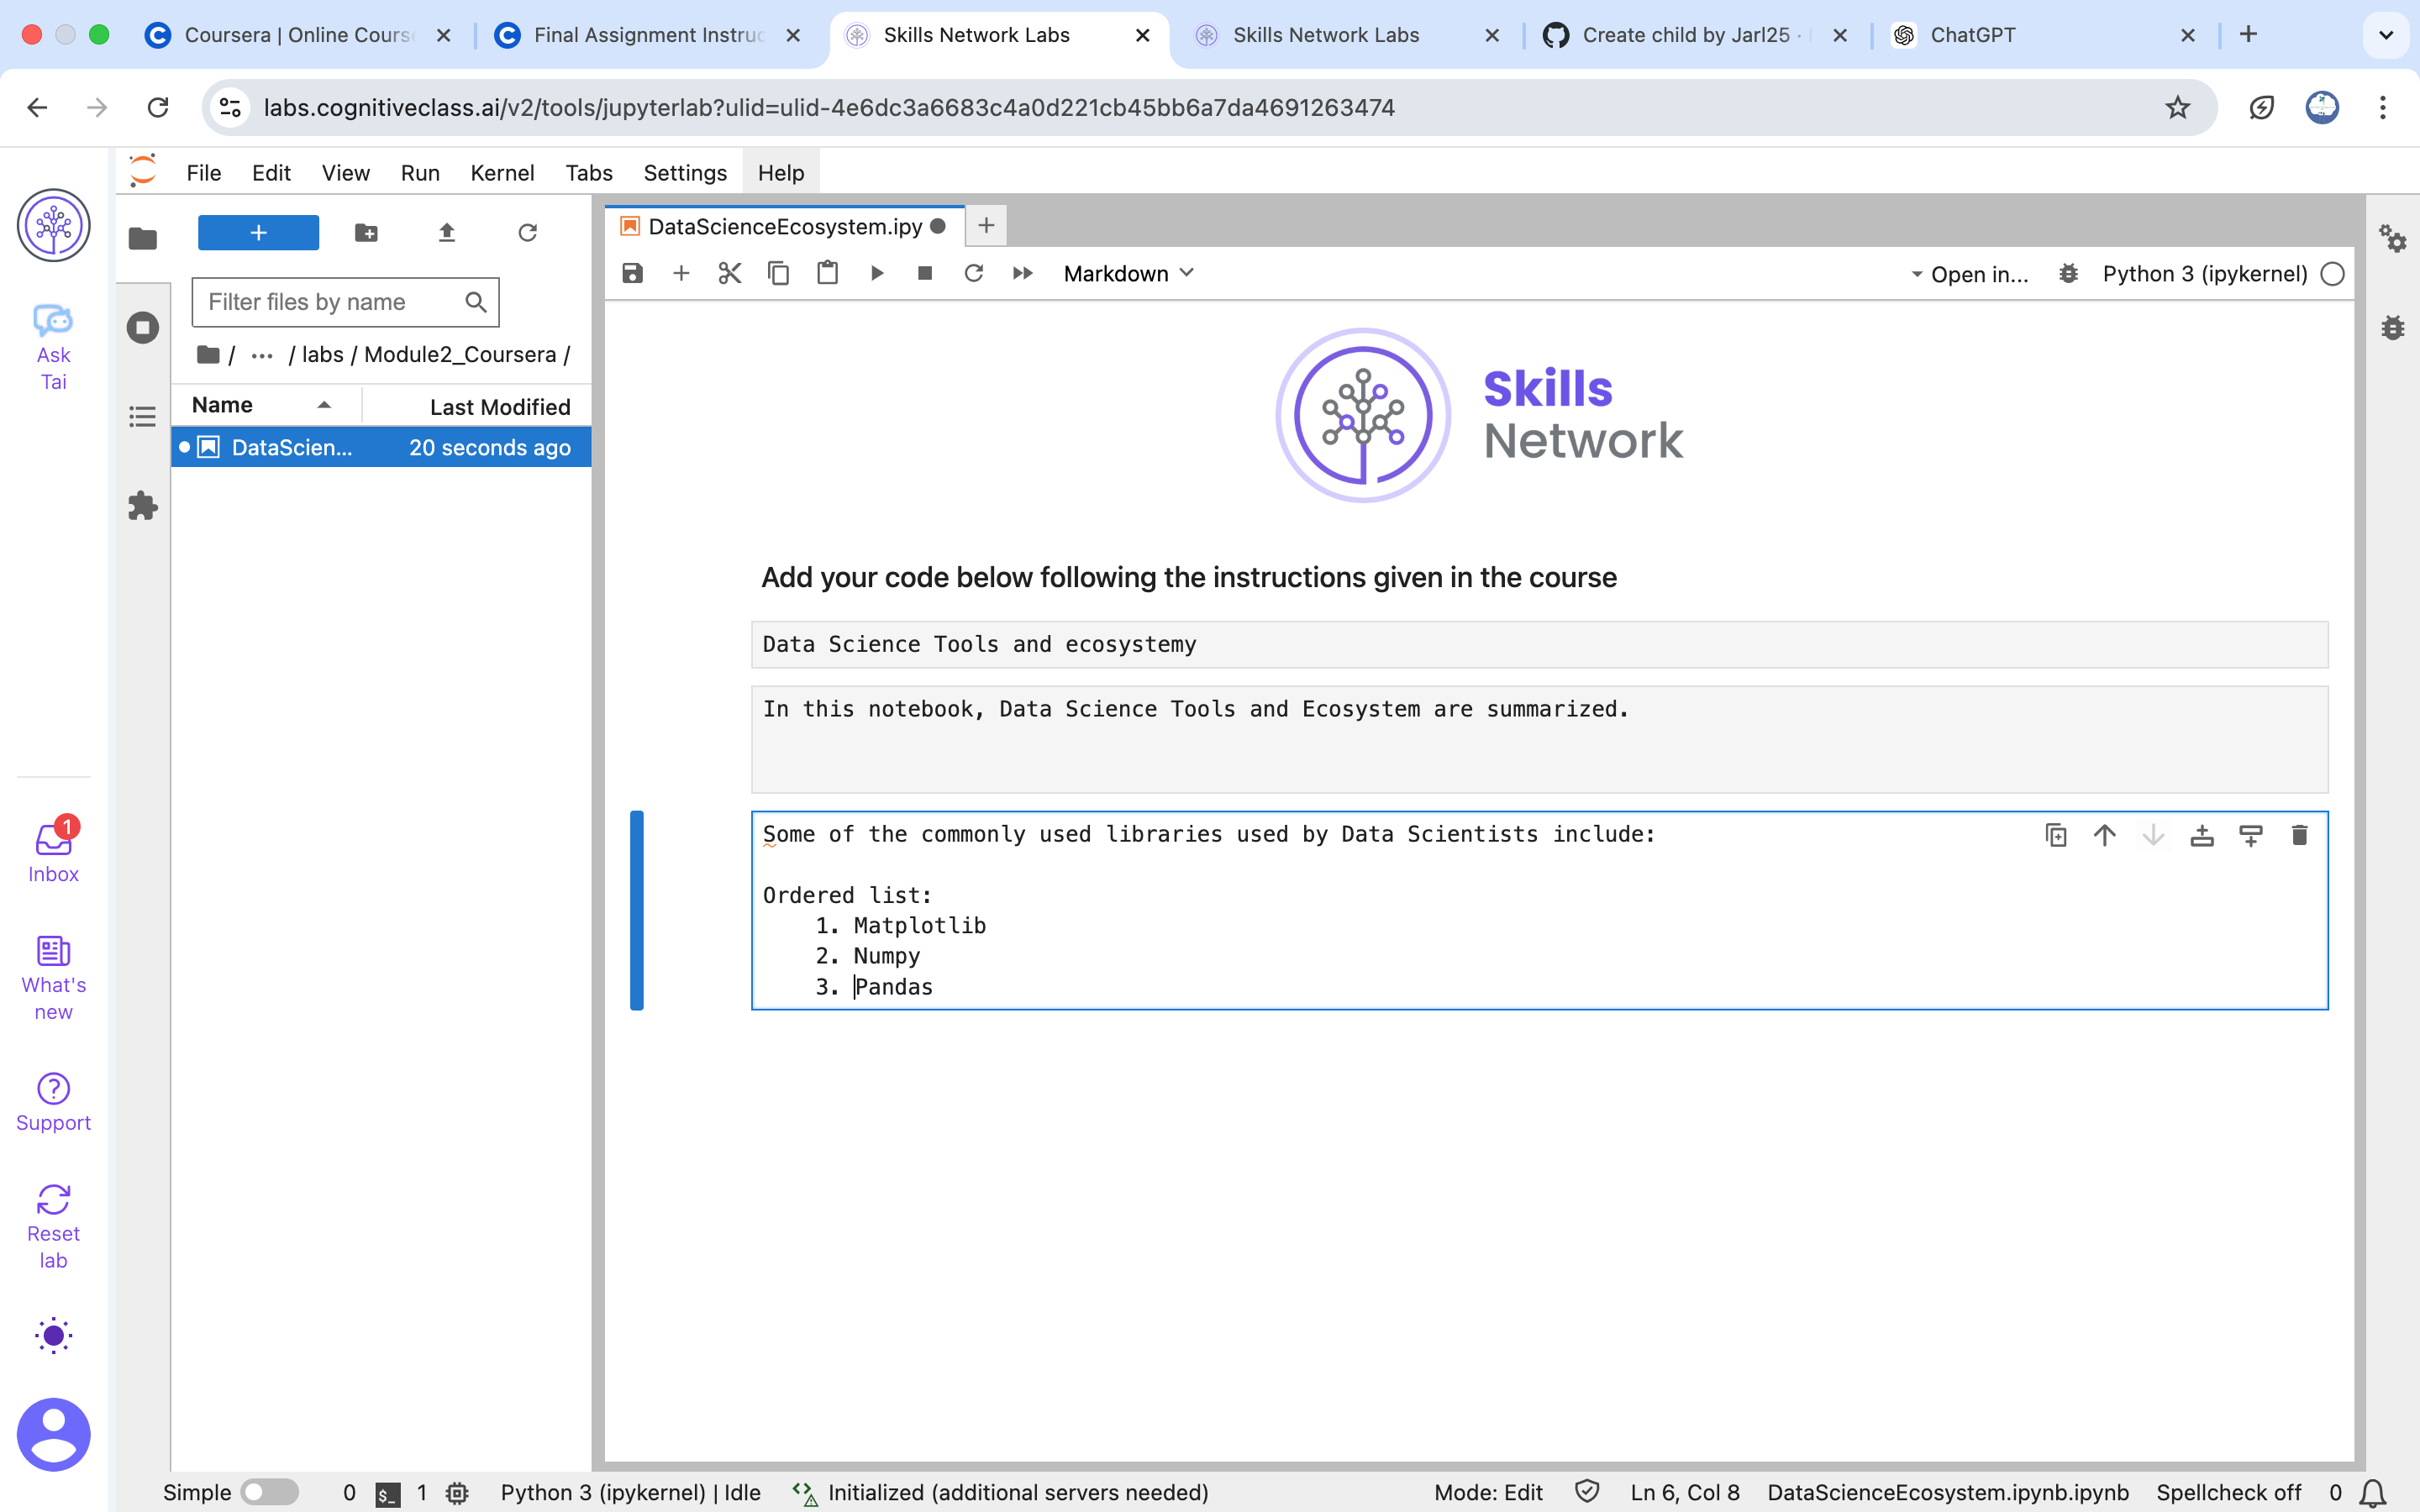 Coursera | Online Cours
Final Assignment Instruc
Skills Network Labs
Skills Network Labs
Create child by Jarl25 ·
ChatGPT
labs.cognitiveclass.ai/v2/tools/jupyterlab?ulid=ulid-4e6dc3a6683c4a0d221cb45bb6a7da4691263474
File Edit View Run Kernel Tabs Settings Help
Ask
Tai
Inbox
1
What's
new
Support
Reset
lab
Filter files by name
/ ... / labs / Module2_Coursera /
Name Last Modified
DataScien... 20 seconds ago
DataScienceEcosystem.ipy
Markdown
Open in...
Python 3 (ipykernel)
Skills
Network
Add your code below following the instructions given in the course
Data Science Tools and ecosystemy
In this notebook, Data Science Tools and Ecosystem are summarized.
Some of the commonly used libraries used by Data Scientists include:
Ordered list:
1. Matplotlib
2. Numpy
3. Pandas
Simple 0 $_ 1 Python 3 (ipykernel) | Idle Initialized (additional servers needed) Mode: Edit Ln 6, Col 8 DataScienceEcosystem.ipynb.ipynb Spellcheck off 0